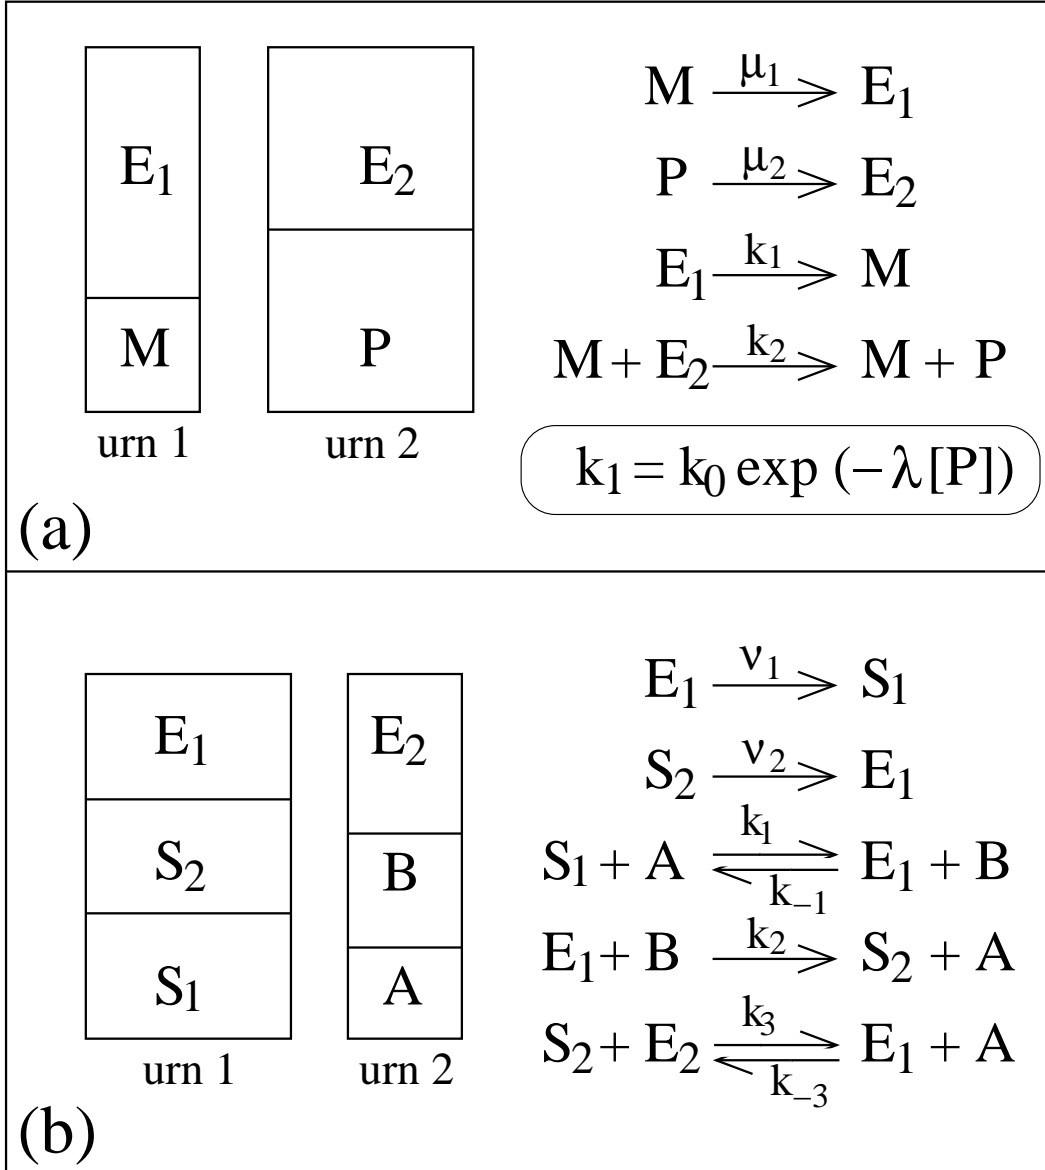 E₁
M
urn 1
E₂
P
urn 2
M μ₁ E₁
P μ₂ E₂
E₁ k₁ M
M + E₂ k₂ M + P
k₁ = k₀ exp (−λ[P])
(a)
E₁
S₂
S₁
urn 1
E₂
B
A
urn 2
E₁ ν₁ S₁
S₂ ν₂ E₁
S₁ + A k₁ k₋₁ E₁ + B
E₁ + B k₂ S₂ + A
S₂ + E₂ k₃ k₋₃ E₁ + A
(b)